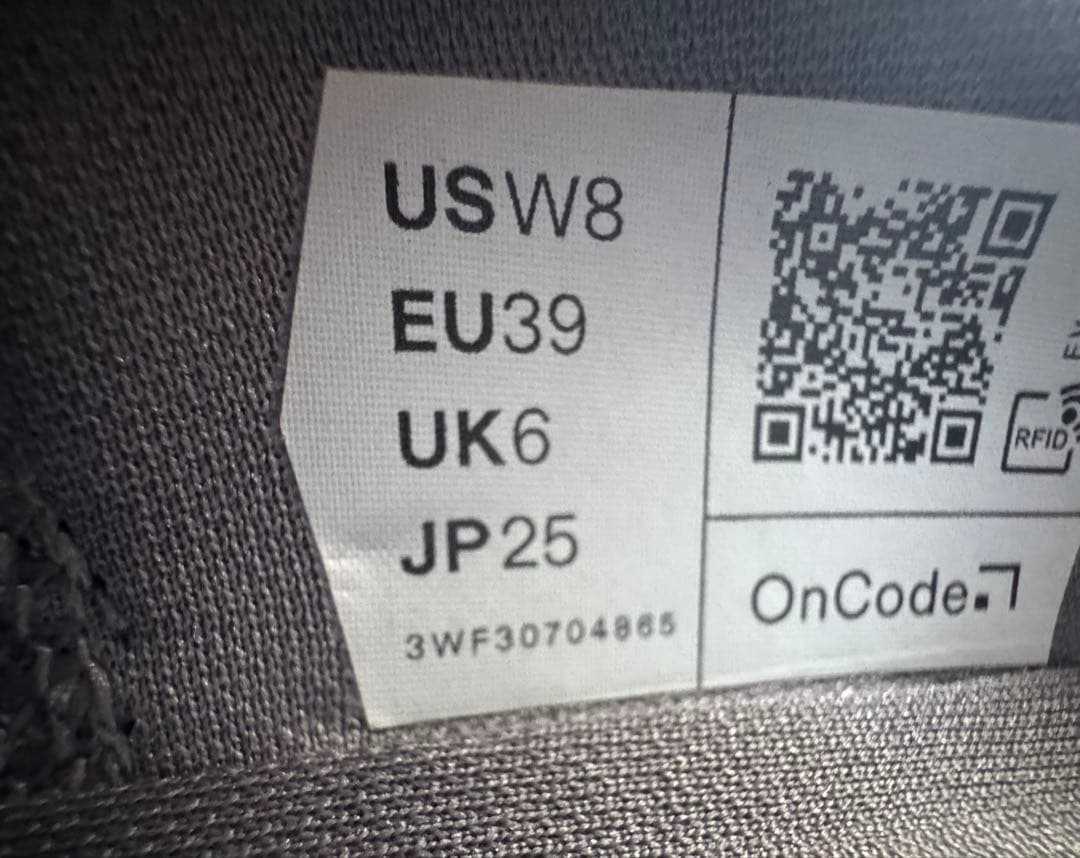 USW8
EU39
UK6
JP25
3WF30704865
RFID
OnCode